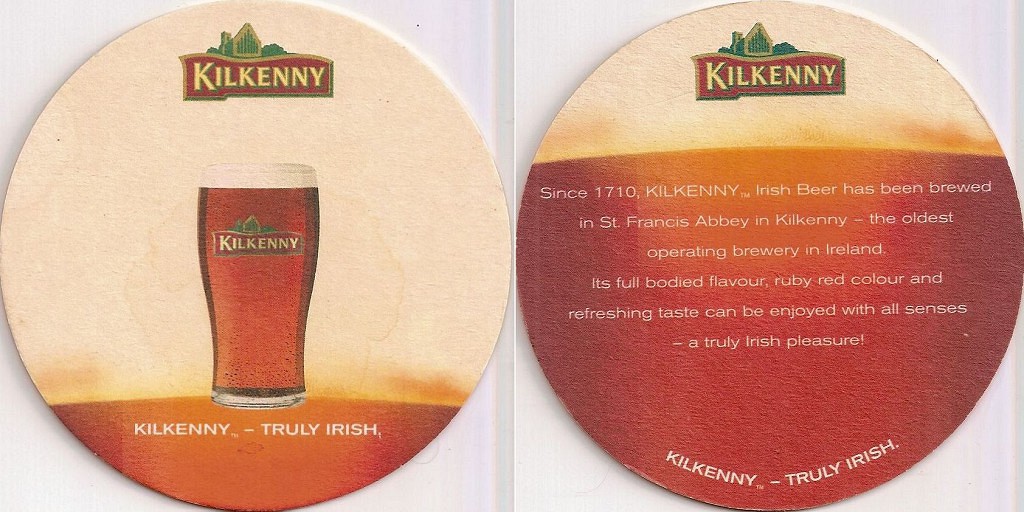 KILKENNY
KILKENNY
KILKENNY™ – TRULY IRISH.
KILKENNY
Since 1710, KILKENNY™ Irish Beer has been brewed
in St. Francis Abbey in Kilkenny – the oldest
operating brewery in Ireland.
Its full bodied flavour, ruby red colour and
refreshing taste can be enjoyed with all senses
– a truly Irish pleasure!
KILKENNY™ – TRULY IRISH.